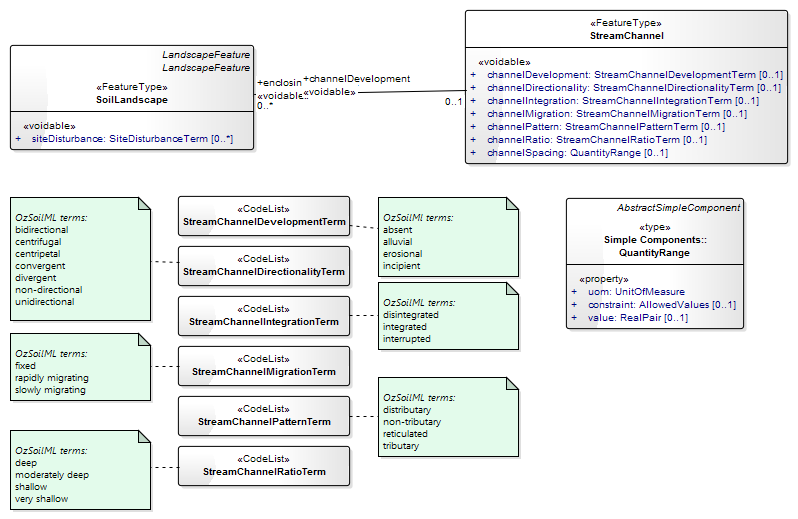 LandscapeFeature
LandscapeFeature
«FeatureType»
SoilLandscape
«voidable»
+ siteDisturbance: SiteDisturbanceTerm [0..*]
+enclosin
«voidable
0..*
+channelDevelopment
«voidable»
0..1
«FeatureType»
StreamChannel
«voidable»
+ channelDevelopment: StreamChannelDevelopmentTerm [0..1]
+ channelDirectionality: StreamChannelDirectionalityTerm [0..1]
+ channelIntegration: StreamChannelIntegrationTerm [0..1]
+ channelMigration: StreamChannelMigrationTerm [0..1]
+ channelPattern: StreamChannelPatternTerm [0..1]
+ channelRatio: StreamChannelRatioTerm [0..1]
+ channelSpacing: QuantityRange [0..1]
OzSoilML terms:
bidirectional
centrifugal
centripetal
convergent
divergent
non-directional
unidirectional
OzSoilML terms:
fixed
rapidly migrating
slowly migrating
OzSoilML terms:
deep
moderately deep
shallow
very shallow
«CodeList»
StreamChannelDevelopmentTerm
«CodeList»
StreamChannelDirectionalityTerm
«CodeList»
StreamChannelIntegrationTerm
«CodeList»
StreamChannelMigrationTerm
«CodeList»
StreamChannelPatternTerm
«CodeList»
StreamChannelRatioTerm
OzSoilMl terms:
absent
alluvial
erosional
incipient
OzSoilML terms:
disintegrated
integrated
interrupted
OzSoilML terms:
distributary
non-tributary
reticulated
tributary
AbstractSimpleComponent
«type»
Simple Components::
QuantityRange
«property»
+ uom: UnitOfMeasure
+ constraint: AllowedValues [0..1]
+ value: RealPair [0..1]